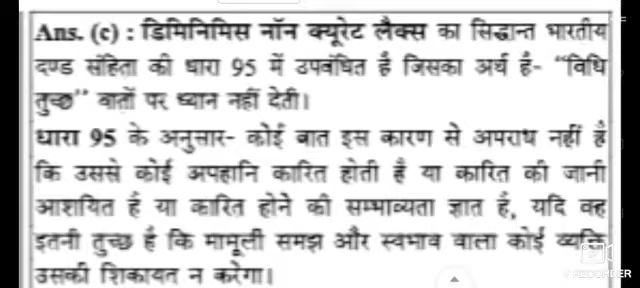 Ans. (c) : डिमिनिमिस नॉन क्यूरेट लैक्स का सिद्धान्त भारतीय
दण्ड संहिता की धारा 95 में उपबंधित है जिसका अर्थ है- “विधि
तुच्छ” बातों पर ध्यान नहीं देती।
धारा 95 के अनुसार- कोई बात इस कारण से अपराध नहीं है
कि उससे कोई अपहानि कारित होती है या कारित की जानी
आशयित है या कारित होने की सम्भाव्यता ज्ञात है, यदि वह
इतनी तुच्छ है कि मामूली समझ और स्वभाव वाला कोई व्यक्ति
उसकी शिकायत न करेगा।
RECORDER